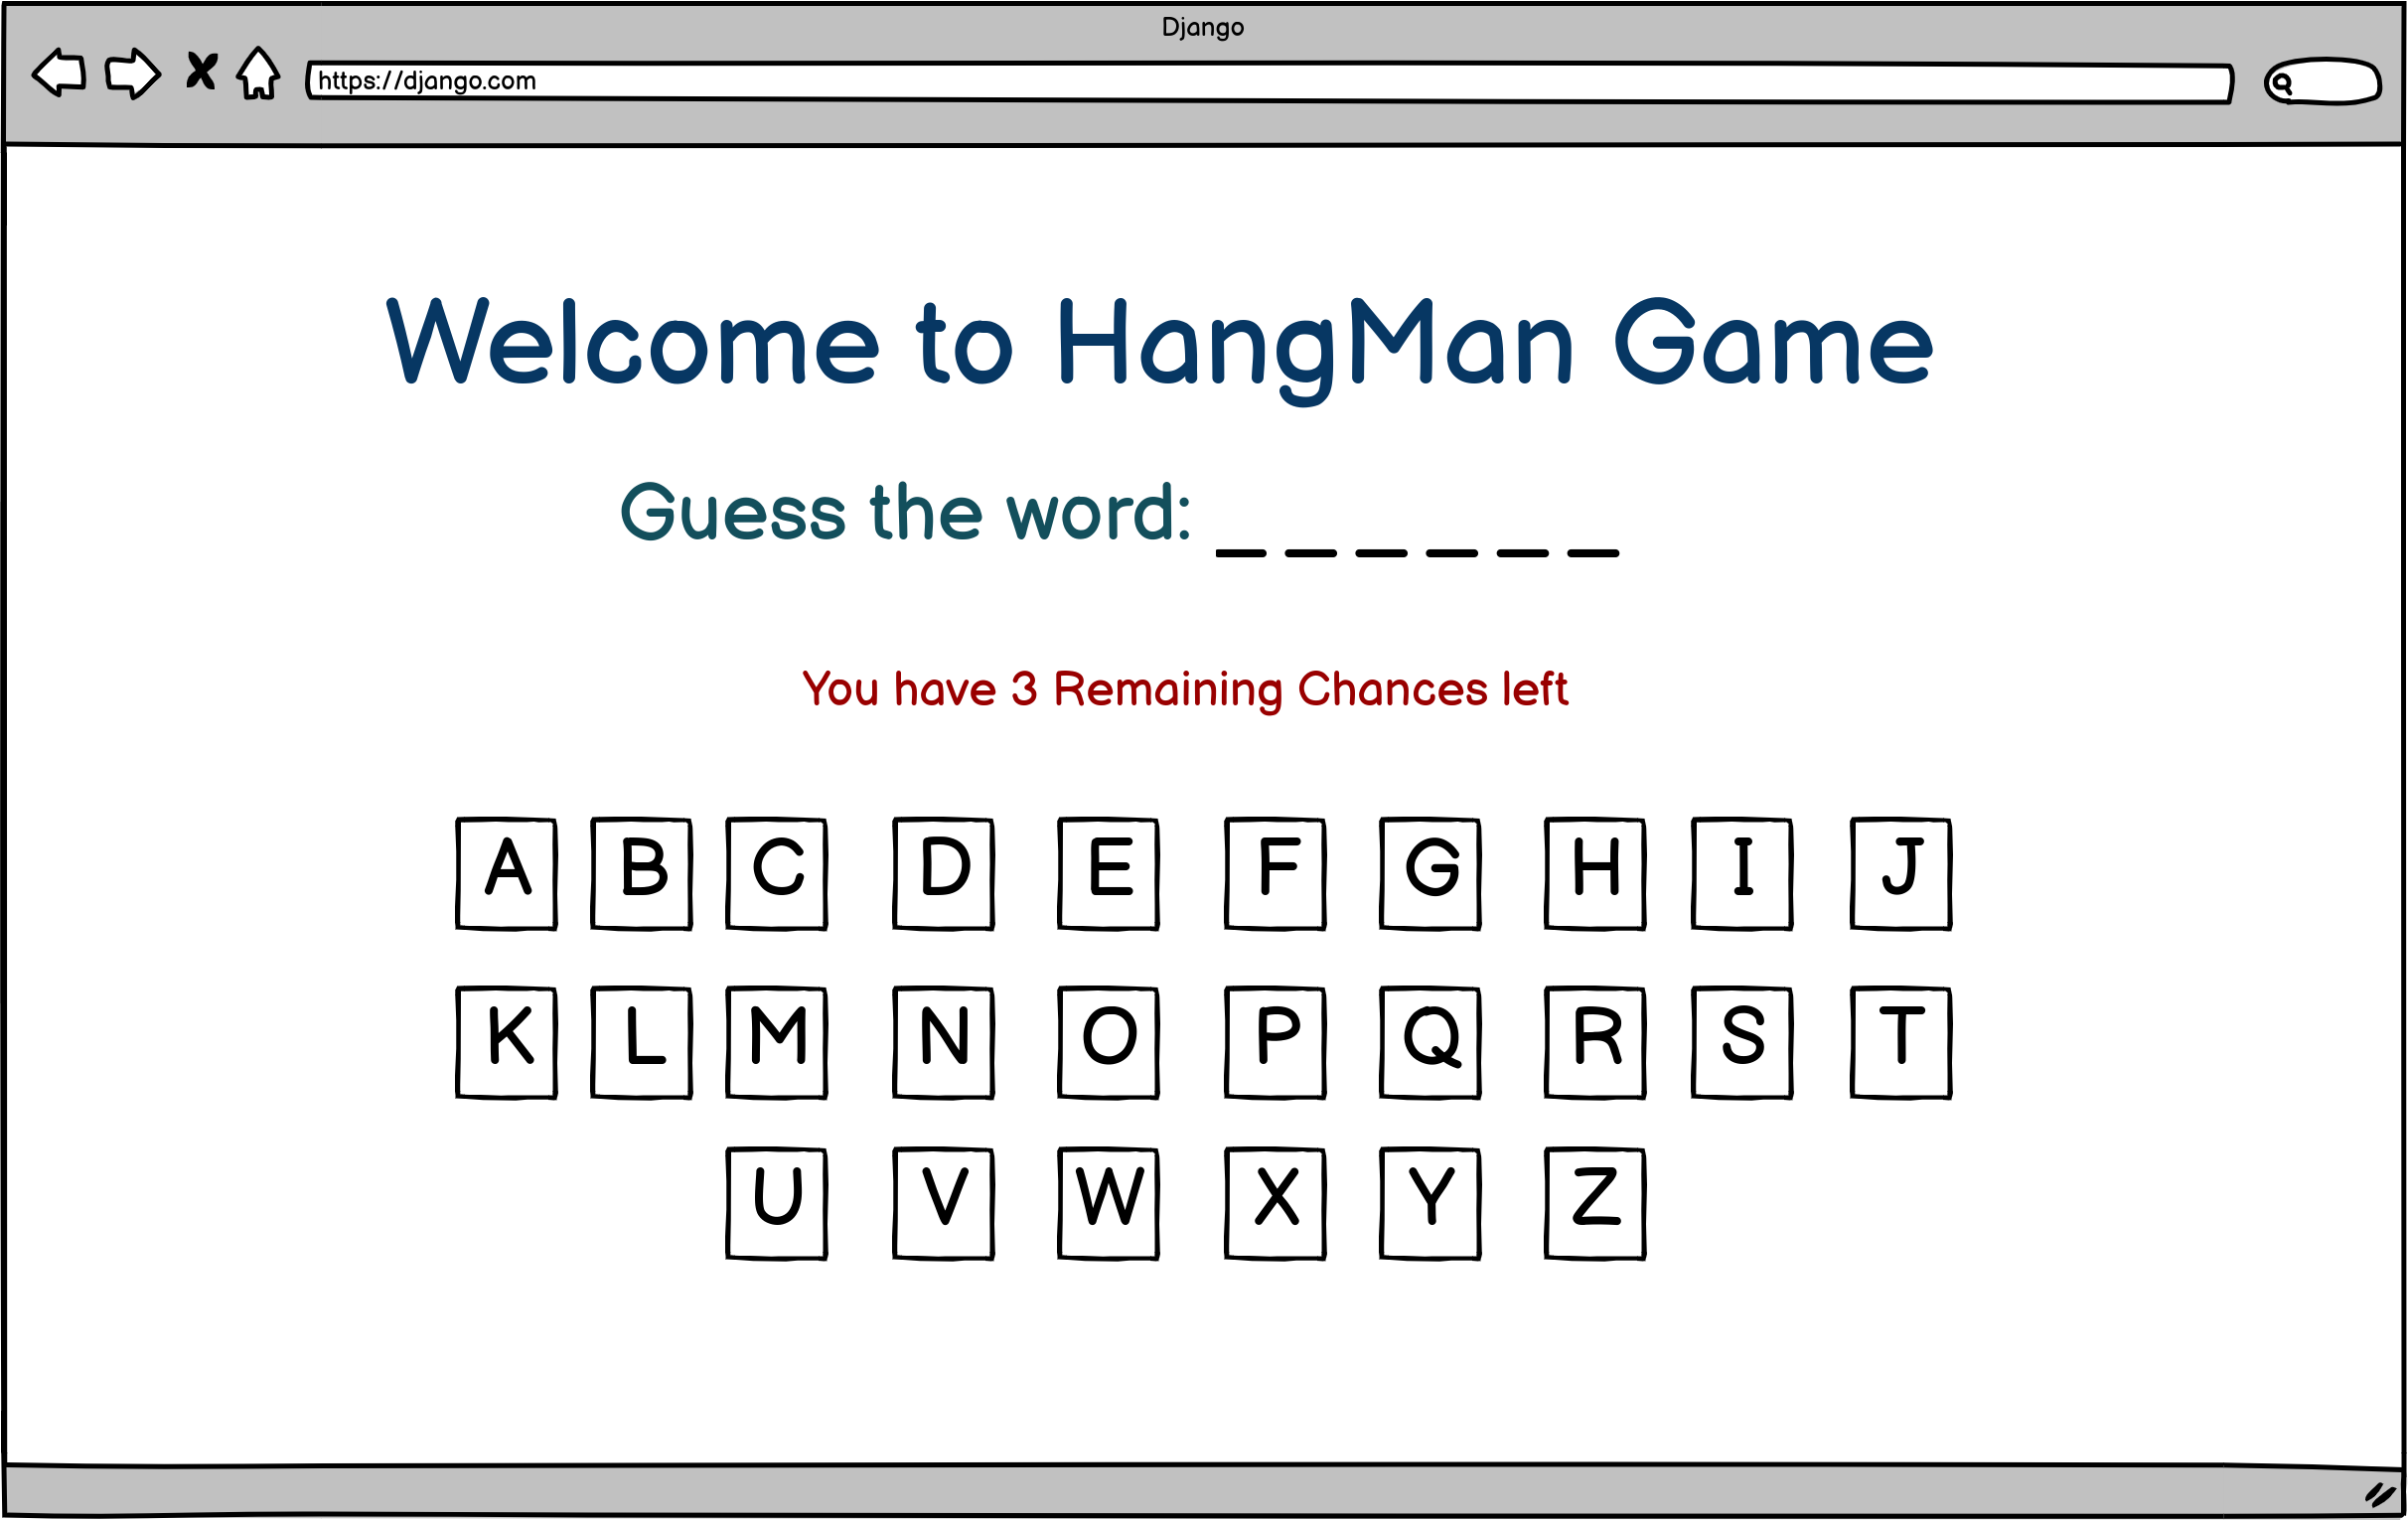 Django
https://django.com
Welcome to HangMan Game
Guess the word: _ _ _ _ _ _
You have 3 Remaining Chances left
A B C D E F G H I J
K L M N O P Q R S T
U V W X Y Z